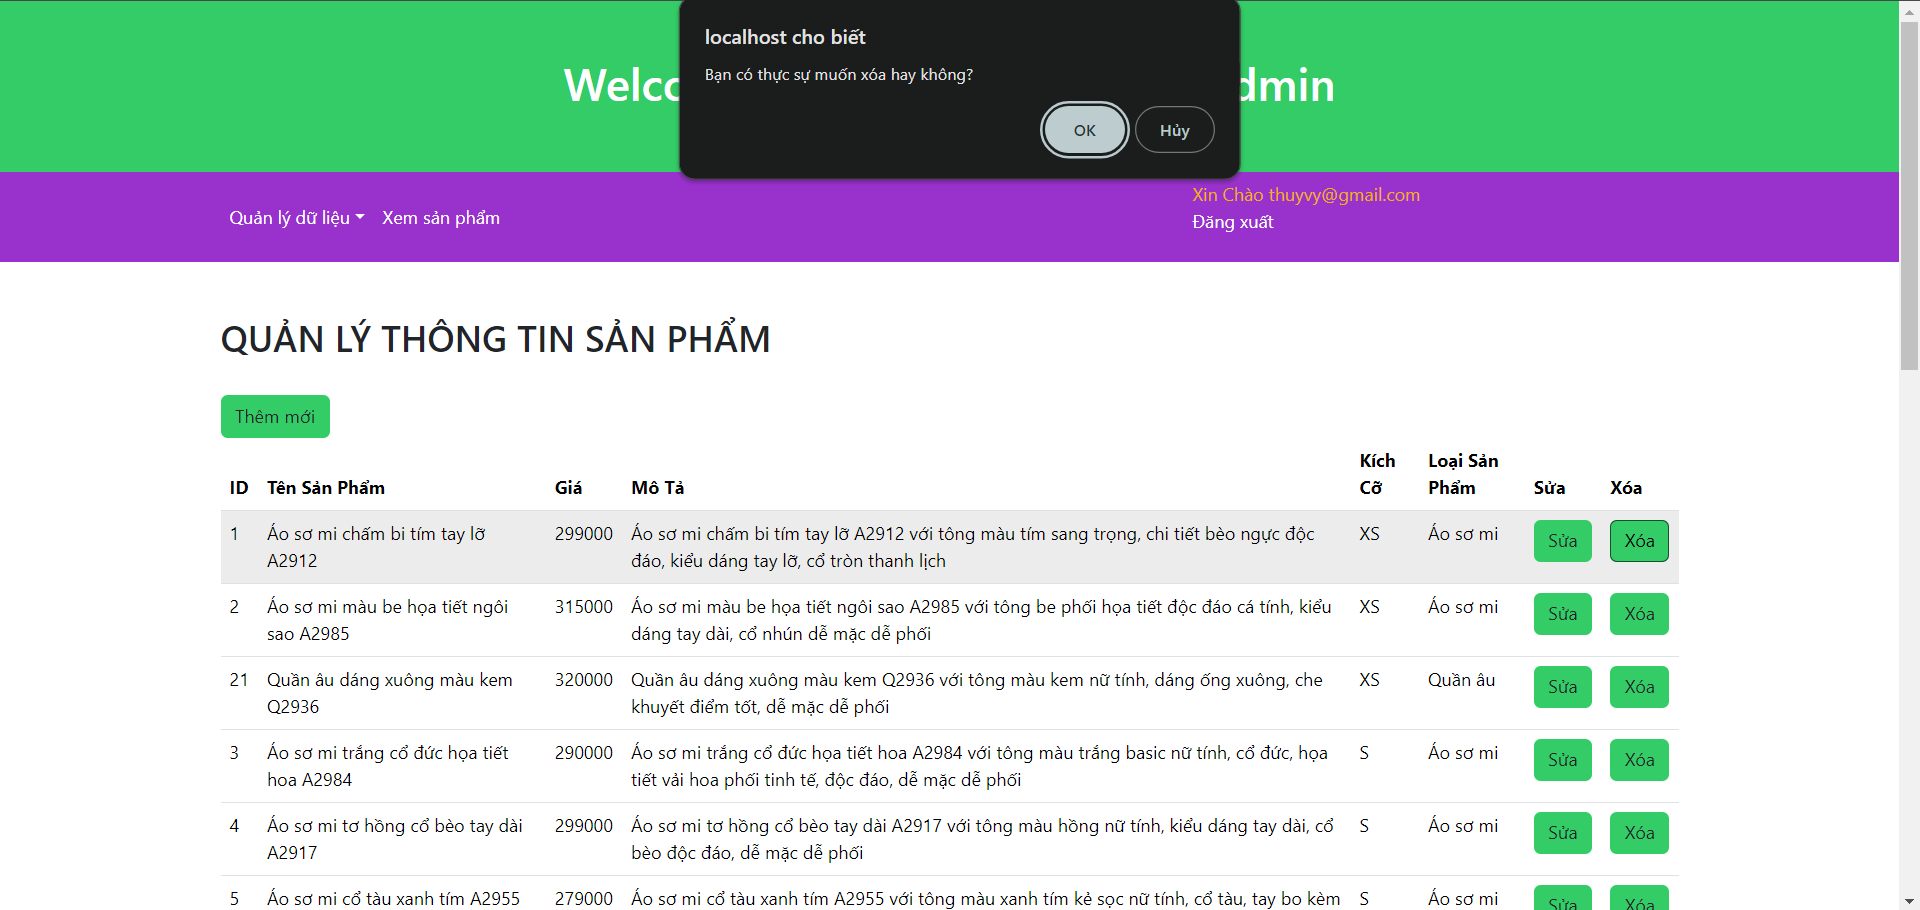 localhost cho biết
Bạn có thực sự muốn xóa hay không?
OK Hủy
Welco dmin
Quản lý dữ liệu Xem sản phẩm
Xin Chào thuyvy@gmail.com
Đăng xuất
QUẢN LÝ THÔNG TIN SẢN PHẨM
Thêm mới
ID Tên Sản Phẩm Giá Mô Tả Kích Cỡ Loại Sản Phẩm Sửa Xóa
1 Áo sơ mi chấm bi tím tay lỡ 299000 Áo sơ mi chấm bi tím tay lỡ A2912 với tông màu tím sang trọng, chi tiết bèo ngực độc XS Áo sơ mi Sửa Xóa
A2912 đáo, kiểu dáng tay lỡ, cổ tròn thanh lịch
2 Áo sơ mi màu be họa tiết ngôi 315000 Áo sơ mi màu be họa tiết ngôi sao A2985 với tông be phối họa tiết độc đáo cá tính, kiểu XS Áo sơ mi Sửa Xóa
sao A2985 dáng tay dài, cổ nhún dễ mặc dễ phối
21 Quần âu dáng xuông màu kem 320000 Quần âu dáng xuông màu kem Q2936 với tông màu kem nữ tính, dáng ống xuông, che XS Quần âu Sửa Xóa
Q2936 khuyết điểm tốt, dễ mặc dễ phối
3 Áo sơ mi trắng cổ đức họa tiết 290000 Áo sơ mi trắng cổ đức họa tiết hoa A2984 với tông màu trắng basic nữ tính, cổ đức, họa S Áo sơ mi Sửa Xóa
hoa A2984 tiết vải hoa phối tinh tế, độc đáo, dễ mặc dễ phối
4 Áo sơ mi tơ hồng cổ bèo tay dài 299000 Áo sơ mi tơ hồng cổ bèo tay dài A2917 với tông màu hồng nữ tính, kiểu dáng tay dài, cổ S Áo sơ mi Sửa Xóa
A2917 bèo độc đáo, dễ mặc dễ phối
5 Áo sơ mi cổ tàu xanh tím A2955 279000 Áo sơ mi cổ tàu xanh tím A2955 với tông màu xanh tím kẻ sọc nữ tính, cổ tàu, tay bo kèm S Áo sơ mi Sửa Xóa